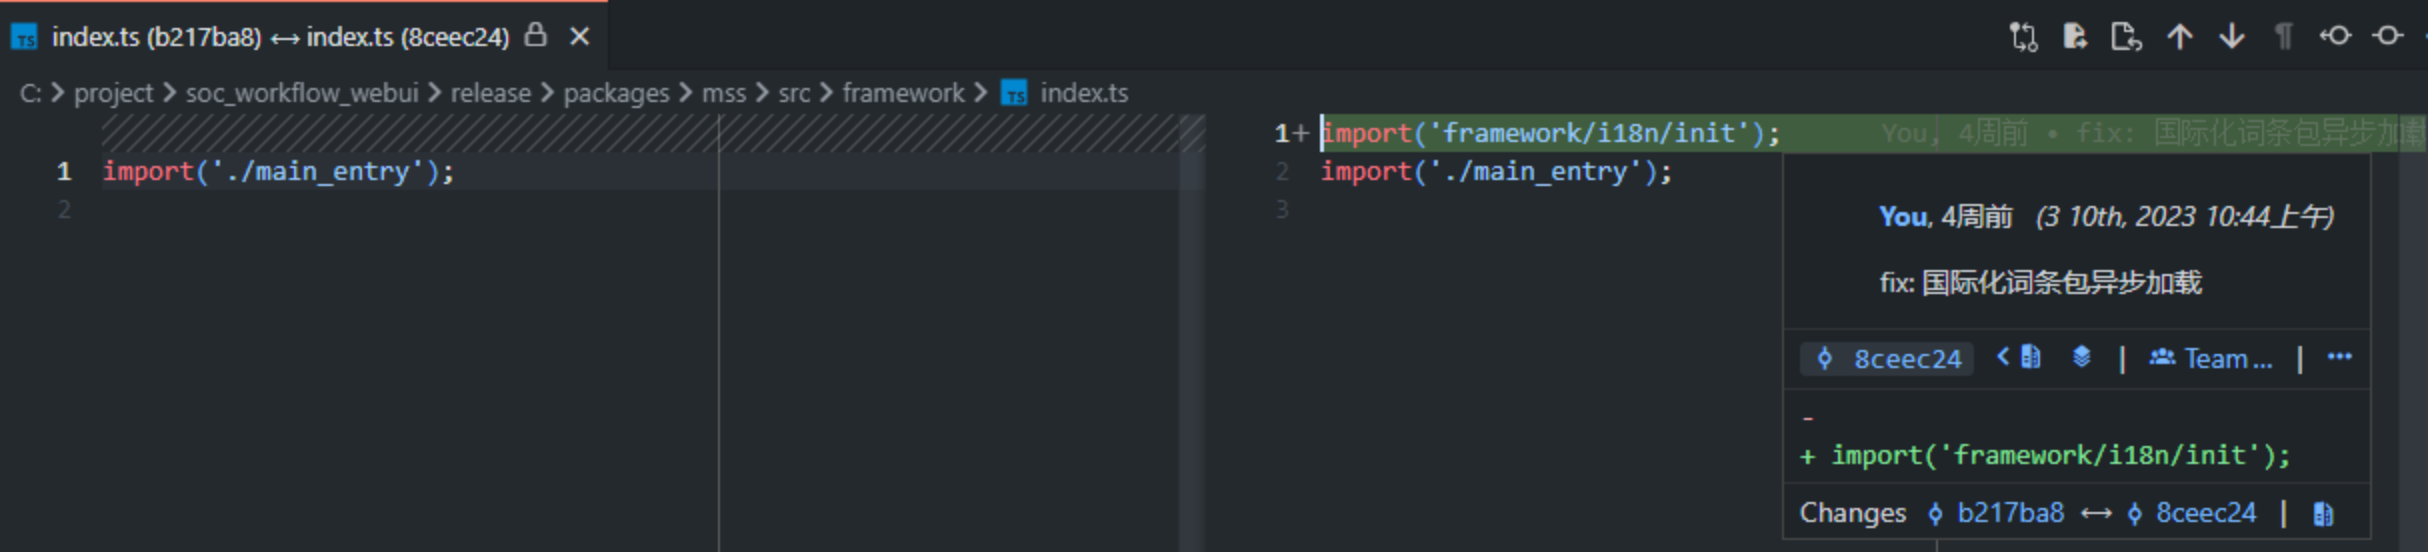 TS index.ts (b217ba8) ↔ index.ts (8ceec24)
C: > project > soc_workflow_webui > release > packages > mss > src > framework > TS index.ts
1 import('./main_entry');
2
1+ import('framework/i18n/init'); You, 4周前 • fix: 国际化词条包异步加载
2 import('./main_entry');
3
You, 4周前 (3 10th, 2023 10:44上午)
fix: 国际化词条包异步加载
8ceec24 | Team... | ...
-
+ import('framework/i18n/init');
Changes b217ba8 ↔ 8ceec24 |